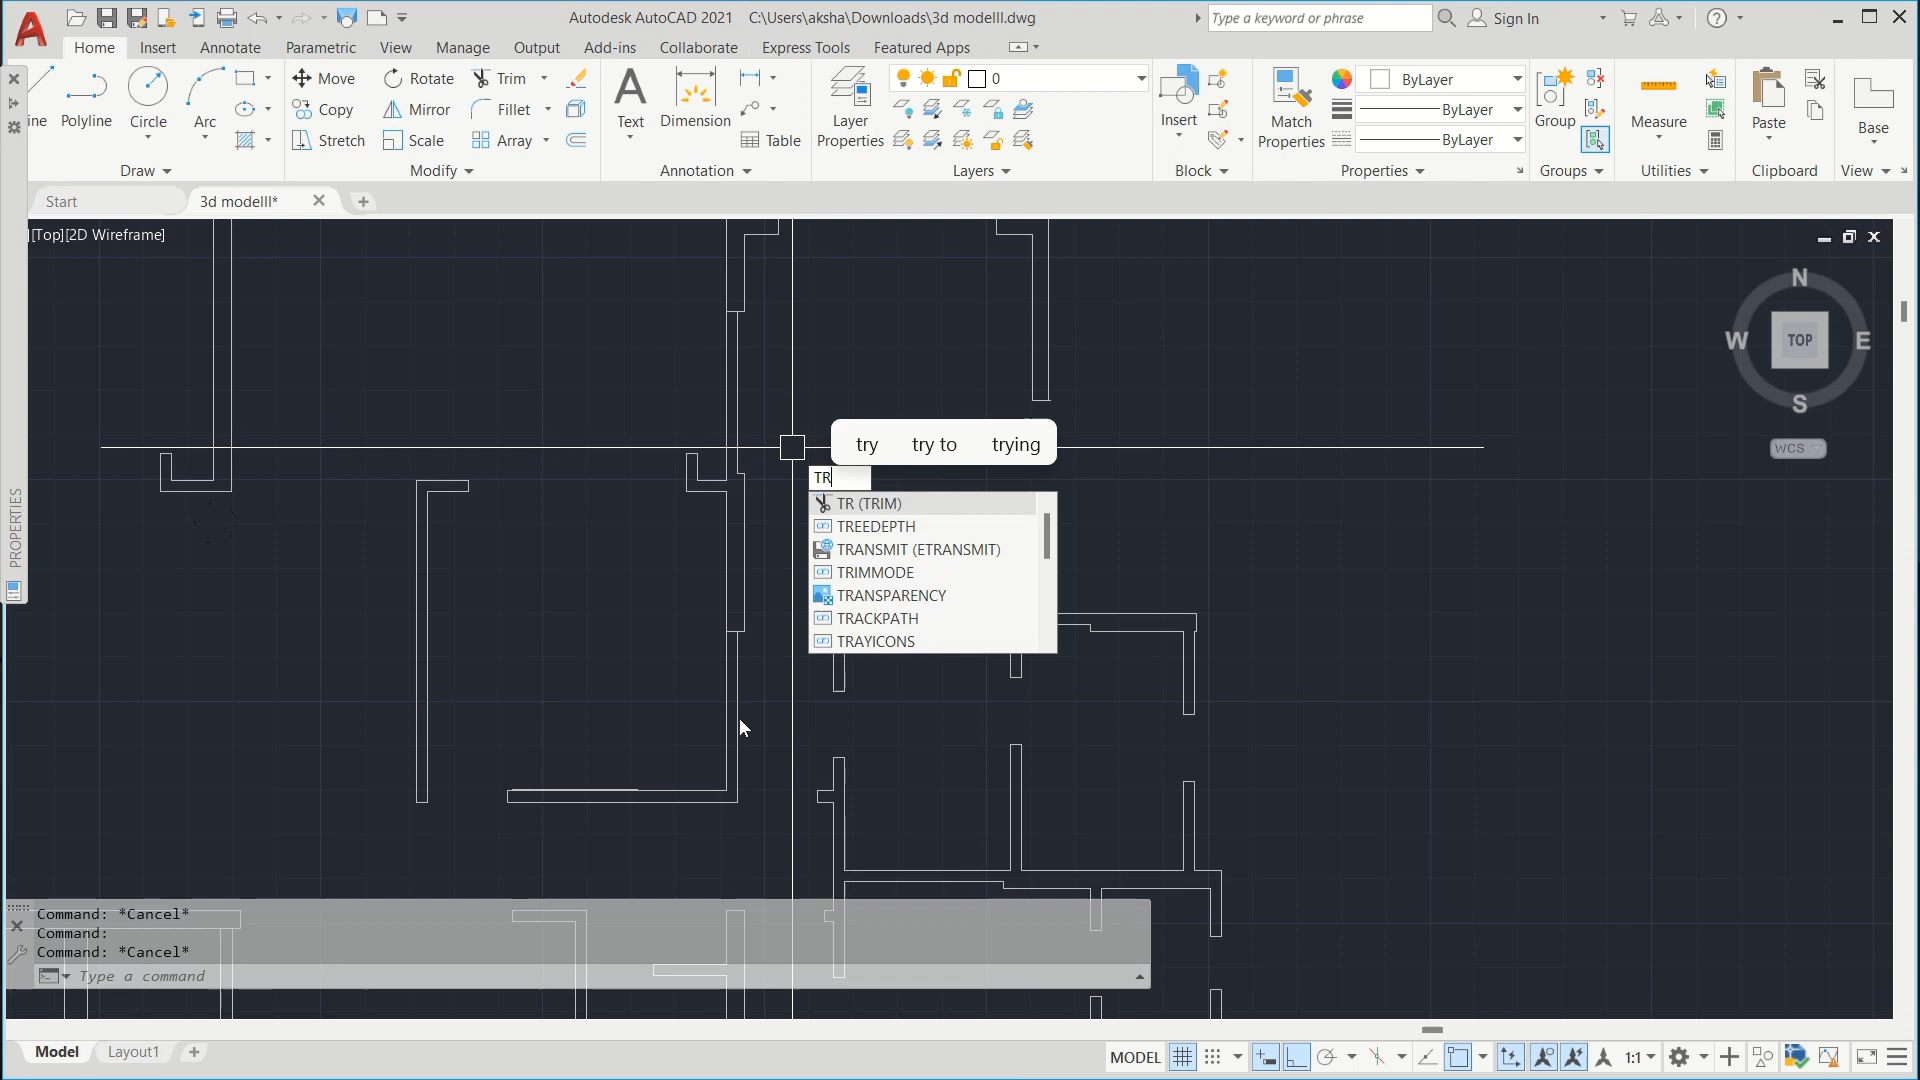 Autodesk AutoCAD 2021 C:\Users\aksha\Downloads\3d modelll.dwg
Type a keyword or phrase
Sign In
Home Insert Annotate Parametric View Manage Output Add-ins Collaborate Express Tools Featured Apps
ine Polyline Circle Arc
Move Rotate Trim
Copy Mirror Fillet
Stretch Scale Array
Text Dimension Table
Layer Properties
0
Insert
Match Properties
ByLayer
ByLayer
ByLayer
Group
Measure
Paste
Base
Draw Modify Annotation Layers Block Properties Groups Utilities Clipboard View
Start 3d modelll*
[Top][2D Wireframe]
N
W TOP E
S
WCS
PROPERTIES
try try to trying
TR
TR (TRIM)
TREEDEPTH
TRANSMIT (ETRANSMIT)
TRIMMODE
TRANSPARENCY
TRACKPATH
TRAYICONS
Command: *Cancel*
Command:
Command: *Cancel*
Type a command
Model Layout1
MODEL 1:1